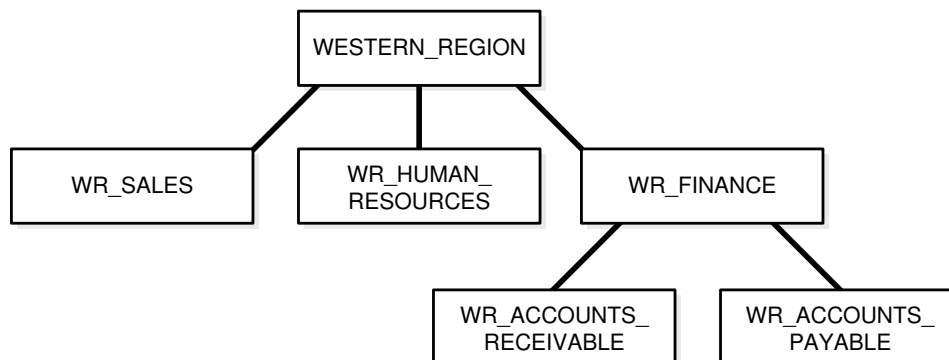 WESTERN_REGION
WR_SALES
WR_HUMAN_
RESOURCES
WR_FINANCE
WR_ACCOUNTS_
RECEIVABLE
WR_ACCOUNTS_
PAYABLE